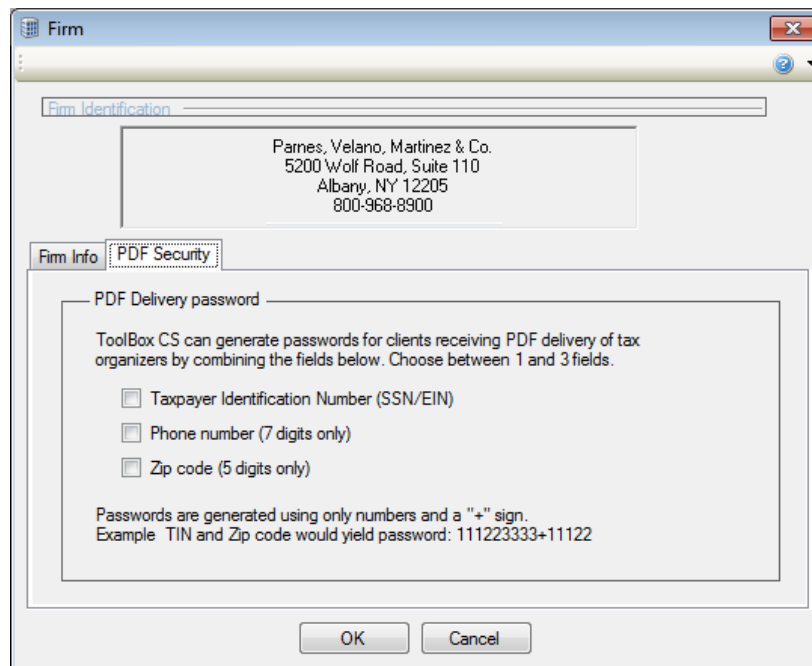 Firm
Firm Identification
Parnes, Velano, Martinez & Co.
5200 Wolf Road, Suite 110
Albany, NY 12205
800-968-8900
Firm Info PDF Security
PDF Delivery password
ToolBox CS can generate passwords for clients receiving PDF delivery of tax
organizers by combining the fields below. Choose between 1 and 3 fields.
Taxpayer Identification Number (SSN/EIN)
Phone number (7 digits only)
Zip code (5 digits only)
Passwords are generated using only numbers and a "+" sign.
Example TIN and Zip code would yield password: 111223333+11122
OK Cancel